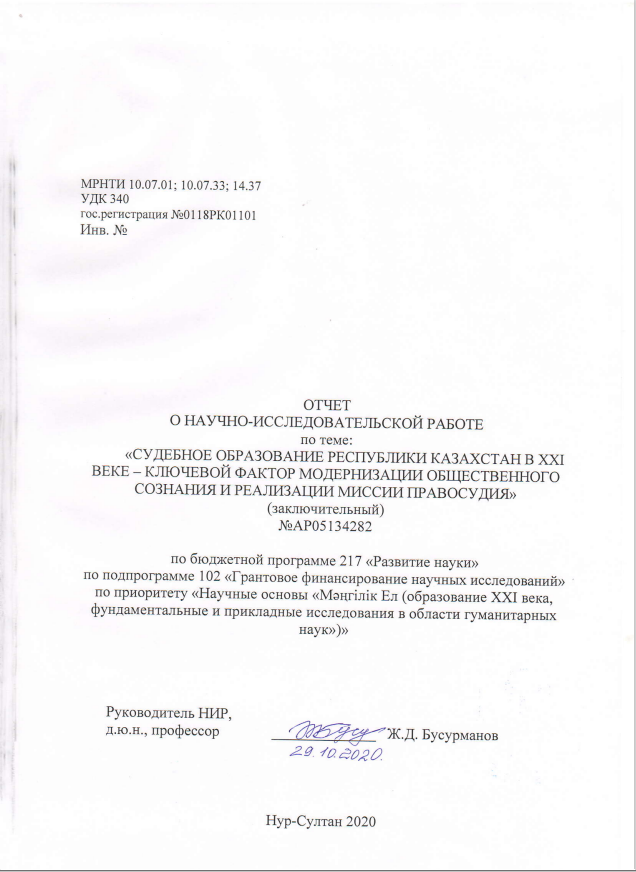 МРНТИ 10.07.01; 10.07.33; 14.37
УДК 340
гос.регистрация №0118РК01101
Инв. №
ОТЧЕТ
О НАУЧНО-ИССЛЕДОВАТЕЛЬСКОЙ РАБОТЕ
по теме:
«СУДЕБНОЕ ОБРАЗОВАНИЕ РЕСПУБЛИКИ КАЗАХСТАН В XXI
ВЕКЕ – КЛЮЧЕВОЙ ФАКТОР МОДЕРНИЗАЦИИ ОБЩЕСТВЕННОГО
СОЗНАНИЯ И РЕАЛИЗАЦИИ МИССИИ ПРАВОСУДИЯ»
(заключительный)
№АР05134282
по бюджетной программе 217 «Развитие науки»
по подпрограмме 102 «Грантовое финансирование научных исследований»
по приоритету «Научные основы «Мәңгілік Ел (образование XXI века,
фундаментальные и прикладные исследования в области гуманитарных
наук»)»
Руководитель НИР,
д.ю.н., профессор Ж.Д. Бусурманов
29.10.2020.
Нур-Султан 2020